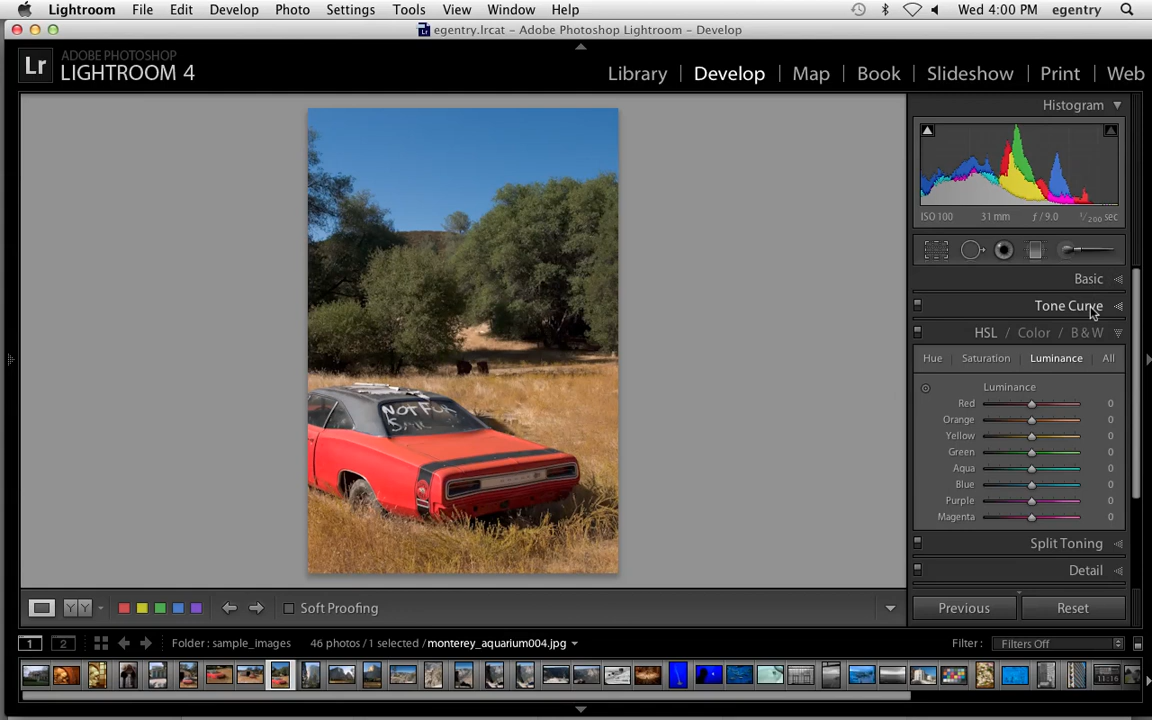 Lightroom File Edit Develop Photo Settings Tools View Window Help Wed 4:00 PM egentry
Lr egentry.lrcat – Adobe Photoshop Lightroom – Develop
Lr ADOBE PHOTOSHOP
LIGHTROOM 4
Library | Develop | Map | Book | Slideshow | Print | Web
Histogram
ISO 100 31 mm ƒ / 9.0 1/200 sec
Basic
Tone Curve
HSL / Color / B & W
Hue Saturation Luminance All
Luminance
Red 0
Orange 0
Yellow 0
Green 0
Aqua 0
Blue 0
Purple 0
Magenta 0
Split Toning
Detail
Previous Reset
NOT FOR
Y Y Soft Proofing
1 2 Folder : sample_images 46 photos / 1 selected / monterey_aquarium004.jpg Filter : Filters Off
11:16